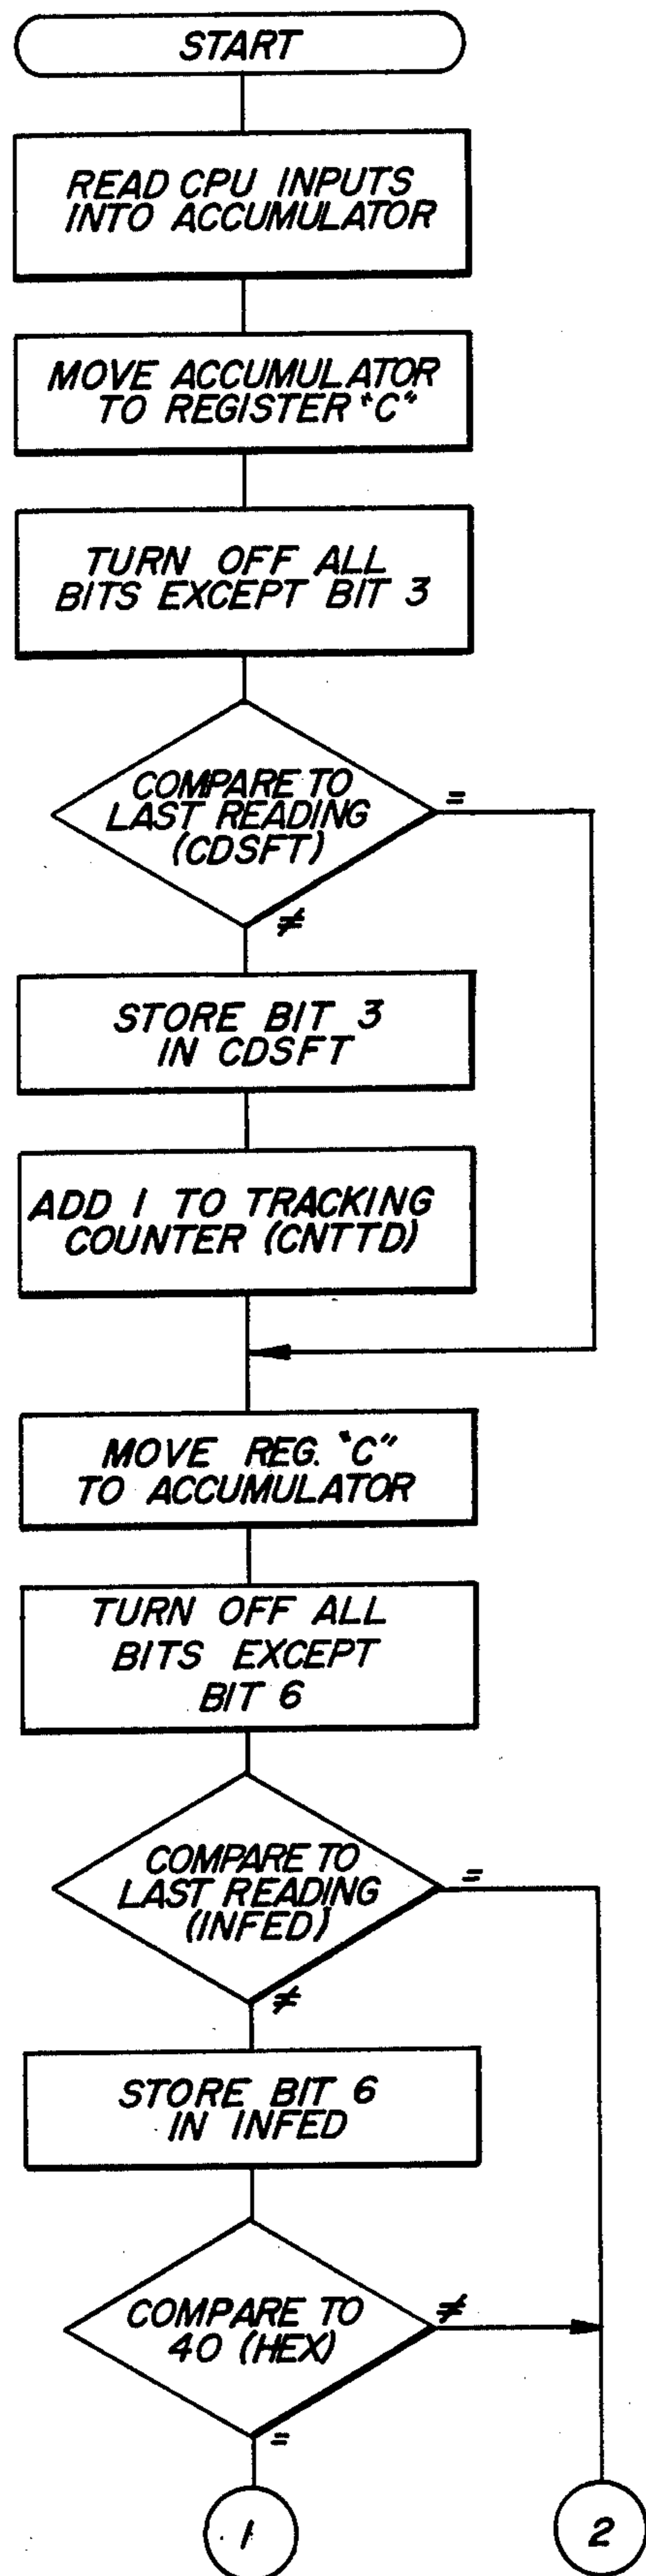 START
READ CPU INPUTS
INTO ACCUMULATOR
MOVE ACCUMULATOR
TO REGISTER "C"
TURN OFF ALL
BITS EXCEPT BIT 3
COMPARE TO
LAST READING
(CDSFT)
=
≠
STORE BIT 3
IN CDSFT
ADD 1 TO TRACKING
COUNTER (CNTTD)
MOVE REG. "C"
TO ACCUMULATOR
TURN OFF ALL
BITS EXCEPT
BIT 6
COMPARE TO
LAST READING
(INFED)
=
≠
STORE BIT 6
IN INFED
COMPARE TO
40 (HEX)
≠
=
1
2